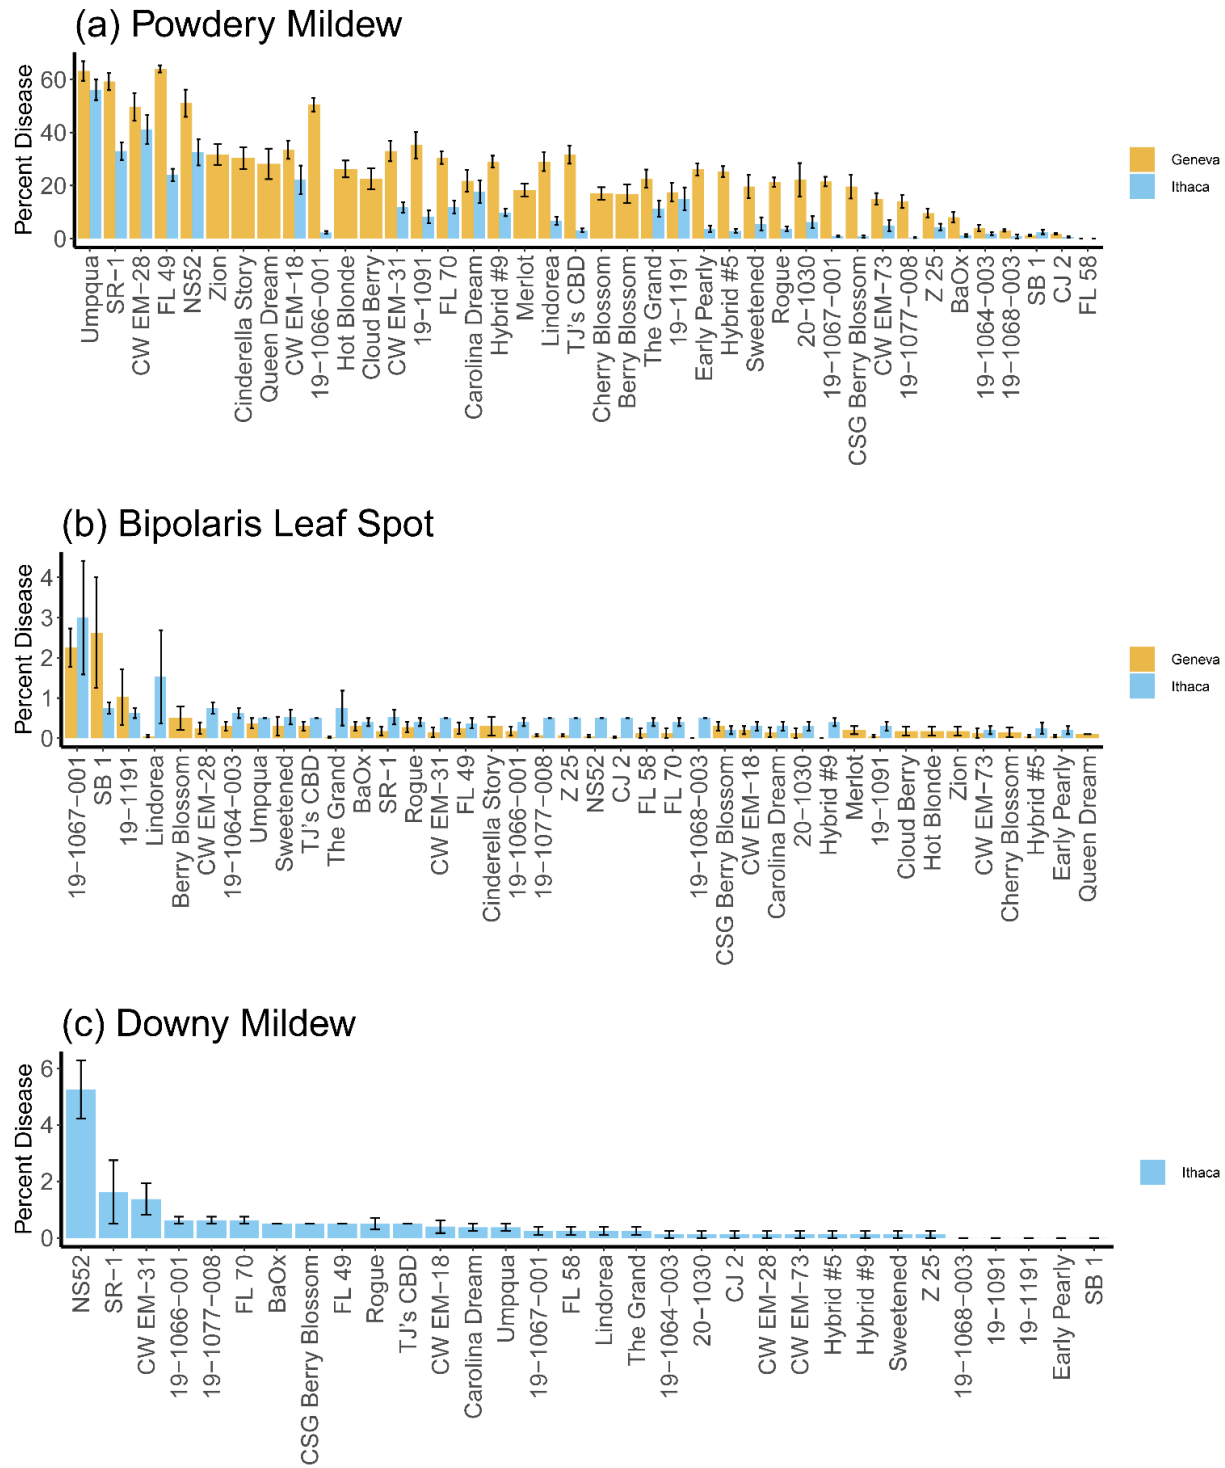 (a) Powdery Mildew
Percent Disease
60
40
20
0
Umpqua
SR−1
CW EM−28
FL 49
NS52
Zion
Cinderella Story
Queen Dream
CW EM−18
19−1066−001
Hot Blonde
Cloud Berry
CW EM−31
19−1091
FL 70
Carolina Dream
Hybrid #9
Merlot
Lindorea
TJ's CBD
Cherry Blossom
Berry Blossom
The Grand
19−1191
Early Pearly
Hybrid #5
Sweetened
Rogue
20−1030
19−1067−001
CSG Berry Blossom
CW EM−73
19−1077−008
Z 25
BaOx
19−1064−003
19−1068−003
SB 1
CJ 2
FL 58
Geneva
Ithaca
(b) Bipolaris Leaf Spot
Percent Disease
4
3
2
1
0
19−1067−001
SB 1
19−1191
Lindorea
Berry Blossom
CW EM−28
19−1064−003
Umpqua
Sweetened
TJ's CBD
The Grand
BaOx
SR−1
Rogue
CW EM−31
FL 49
Cinderella Story
19−1066−001
19−1077−008
Z 25
NS52
CJ 2
FL 58
FL 70
19−1068−003
CSG Berry Blossom
CW EM−18
Carolina Dream
20−1030
Hybrid #9
Merlot
19−1091
Cloud Berry
Hot Blonde
Zion
CW EM−73
Cherry Blossom
Hybrid #5
Early Pearly
Queen Dream
Geneva
Ithaca
(c) Downy Mildew
Percent Disease
6
4
2
0
NS52
SR−1
CW EM−31
19−1066−001
19−1077−008
FL 70
BaOx
CSG Berry Blossom
FL 49
Rogue
TJ's CBD
CW EM−18
Carolina Dream
Umpqua
19−1067−001
FL 58
Lindorea
The Grand
19−1064−003
20−1030
CJ 2
CW EM−28
CW EM−73
Hybrid #5
Hybrid #9
Sweetened
Z 25
19−1068−003
19−1091
19−1191
Early Pearly
SB 1
Ithaca